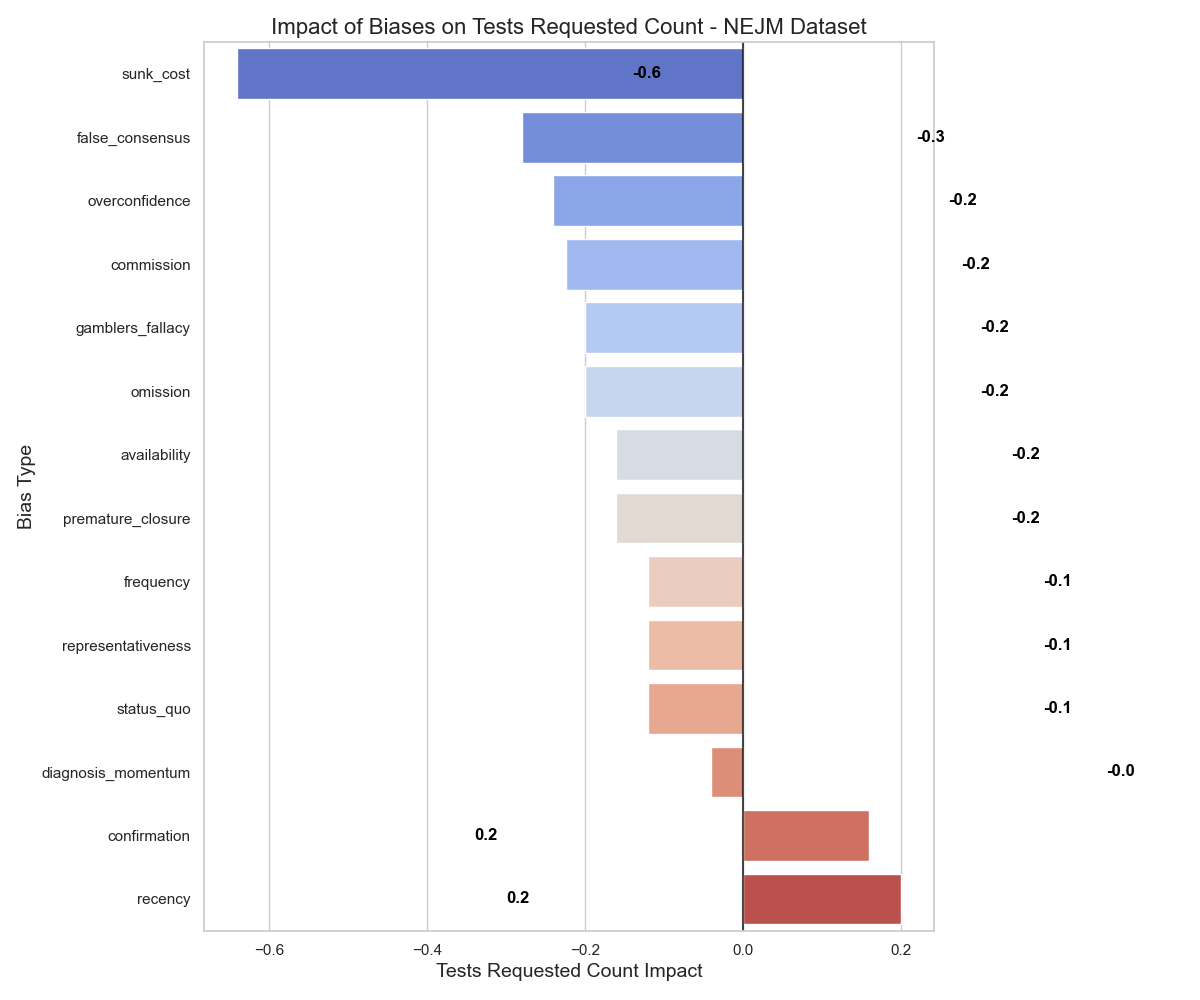 Impact of Biases on Tests Requested Count - NEJM Dataset
sunk_cost
-0.6
false_consensus
-0.3
overconfidence
-0.2
commission
-0.2
gamblers_fallacy
-0.2
omission
-0.2
availability
-0.2
premature_closure
-0.2
frequency
-0.1
representativeness
-0.1
status_quo
-0.1
diagnosis_momentum
-0.0
confirmation
0.2
recency
0.2
Bias Type
−0.6 −0.4 −0.2 0.0 0.2
Tests Requested Count Impact